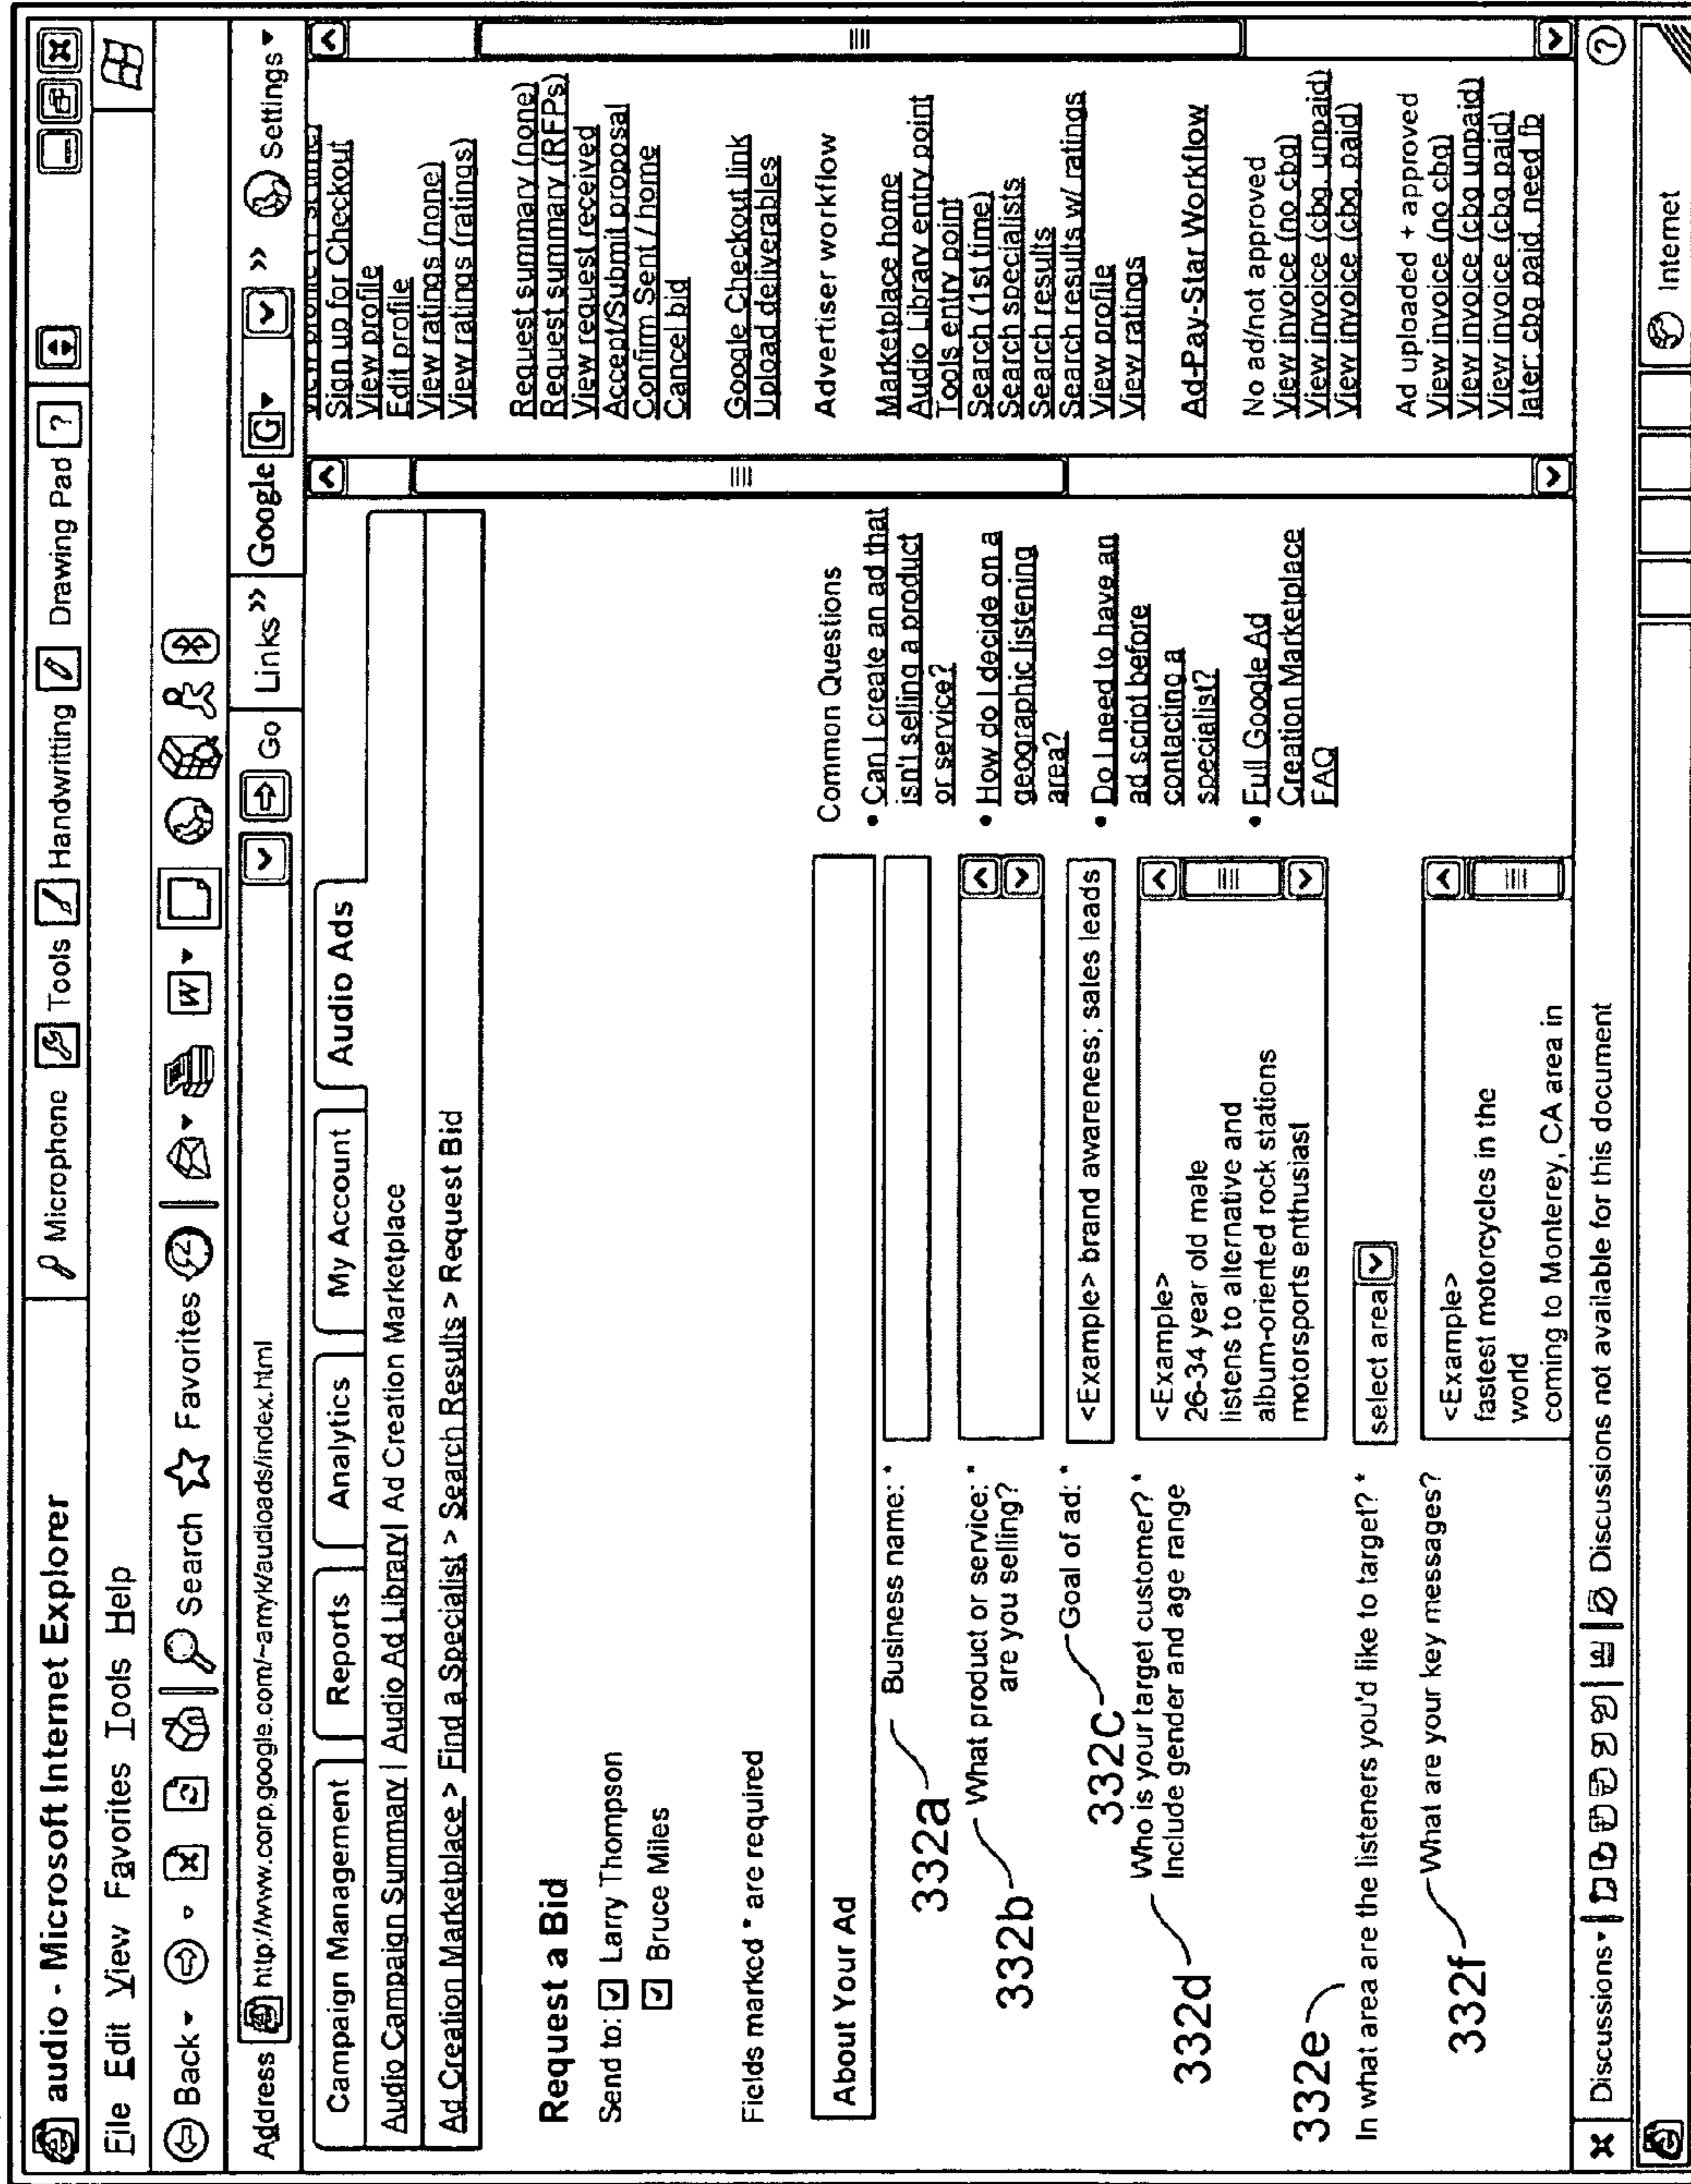 audio - Microsoft Internet Explorer
Microphone Tools Handwritting Drawing Pad ?
File Edit View Favorites Tools Help
Back Search Favorites W
Address http://www.corp.google.com/~amyk/audioads/index.html Go Links » Google G » Settings
Campaign Management Reports Analytics My Account Audio Ads
Audio Campaign Summary | Audio Ad Library | Ad Creation Marketplace
Ad Creation Marketplace > Find a Specialist > Search Results > Request Bid
Request a Bid
Send to: Larry Thompson
Bruce Miles
Fields marked * are required
About Your Ad
332a
Business name: *
332b
What product or service: *
are you selling?
332c
Goal of ad: *
<Example> brand awareness; sales leads
332d
Who is your target customer? *
Include gender and age range
<Example>
26-34 year old male
listens to alternative and
album-oriented rock stations
motorsports enthusiast
332e
In what area are the listeners you'd like to target? *
select area
332f
What are your key messages?
<Example>
fastest motorcycles in the
world
coming to Monterey, CA area in
Common Questions
• Can I create an ad that
isn't selling a product
or service?
• How do I decide on a
geographic listening
area?
• Do I need to have an
ad script before
contacting a
specialist?
• Full Google Ad
Creation Marketplace
FAQ
Sign up for Checkout
View profile
Edit profile
View ratings (none)
View ratings (ratings)
Request summary (none)
Request summary (RFPs)
View request received
Accept/Submit proposal
Confirm Sent / home
Cancel bid
Google Checkout link
Upload deliverables
Advertiser workflow
Marketplace home
Audio Library entry point
Tools entry point
Search (1st time)
Search specialists
Search results
Search results w/ ratings
View profile
View ratings
Ad-Pay-Star Workflow
No ad/not approved
View invoice (no cbg)
View invoice (cbg, unpaid)
View invoice (cbg, paid)
Ad uploaded + approved
View invoice (no cbg)
View invoice (cbg unpaid)
View invoice (cbg paid)
later: cbg paid, need fb
Discussions Discussions not available for this document
Internet